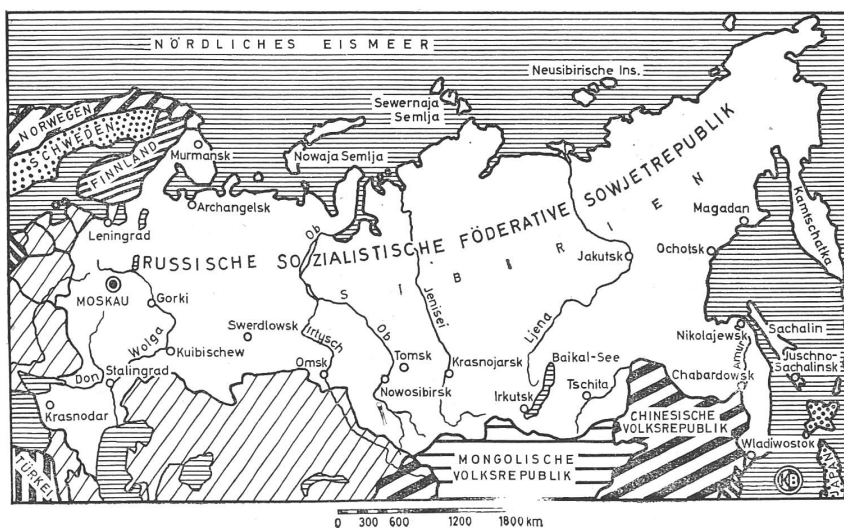 NÖRDLICHES EISMEER
Neusibirische Ins.
Sewernaja
Semlja
NORWEGEN
SCHWEDEN
FINNLAND
Murmansk
Nowaja Semlja
Archangelsk
Leningrad
RUSSISCHE SOZIALISTISCHE FÖDERATIVE SOWJETREPUBLIK
SIBIRIEN
Magadan
Kamtschatka
Ochotsk
Jakutsk
Ob
MOSKAU
Gorki
Wolga
Swerdlowsk
Kuibischew
Irtysch
Ob
Jenisei
Ljena
Omsk
Tomsk
Nowosibirsk
Krasnojarsk
Baikal-See
Irkutsk
Tschita
Nikolajewsk
Sachalin
Amur
Juschno-
Sachalinsk
Chabardowsk
Don
Stalingrad
Krasnodar
CHINESISCHE
VOLKSREPUBLIK
Wladiwostok
MONGOLISCHE
VOLKSREPUBLIK
TÜRKEI
JAPAN
KB
0 300 600 1200 1800 km